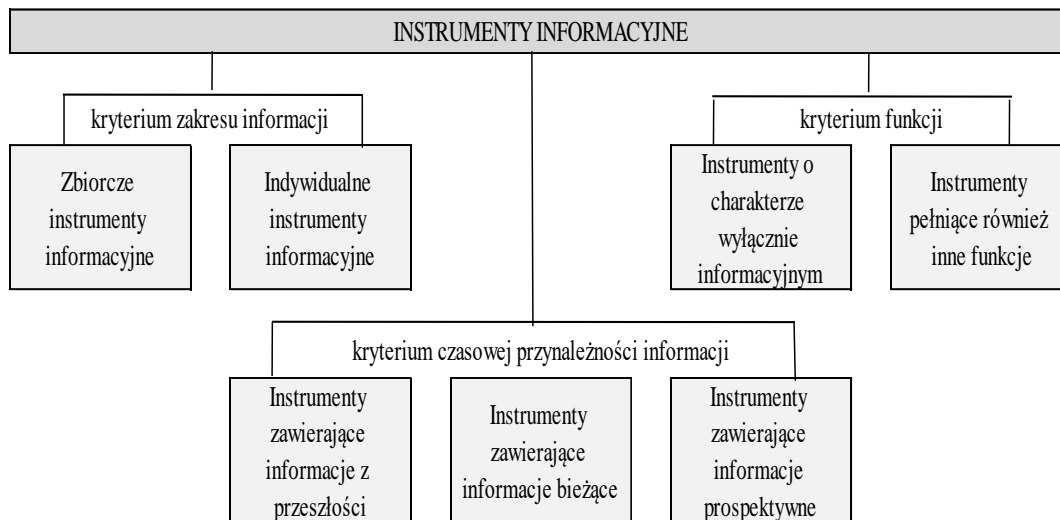 INSTRUMENTY INFORMACYJNE
kryterium zakresu informacji
Zbiorcze
instrumenty
informacyjne
Indywidualne
instrumenty
informacyjne
kryterium funkcji
Instrumenty o
charakterze
wyłącznie
informacyjnym
Instrumenty
pełniące również
inne funkcje
kryterium czasowej przynależności informacji
Instrumenty
zawierające
informacje z
przeszłości
Instrumenty
zawierające
informacje bieżące
Instrumenty
zawierające
informacje
prospektywne